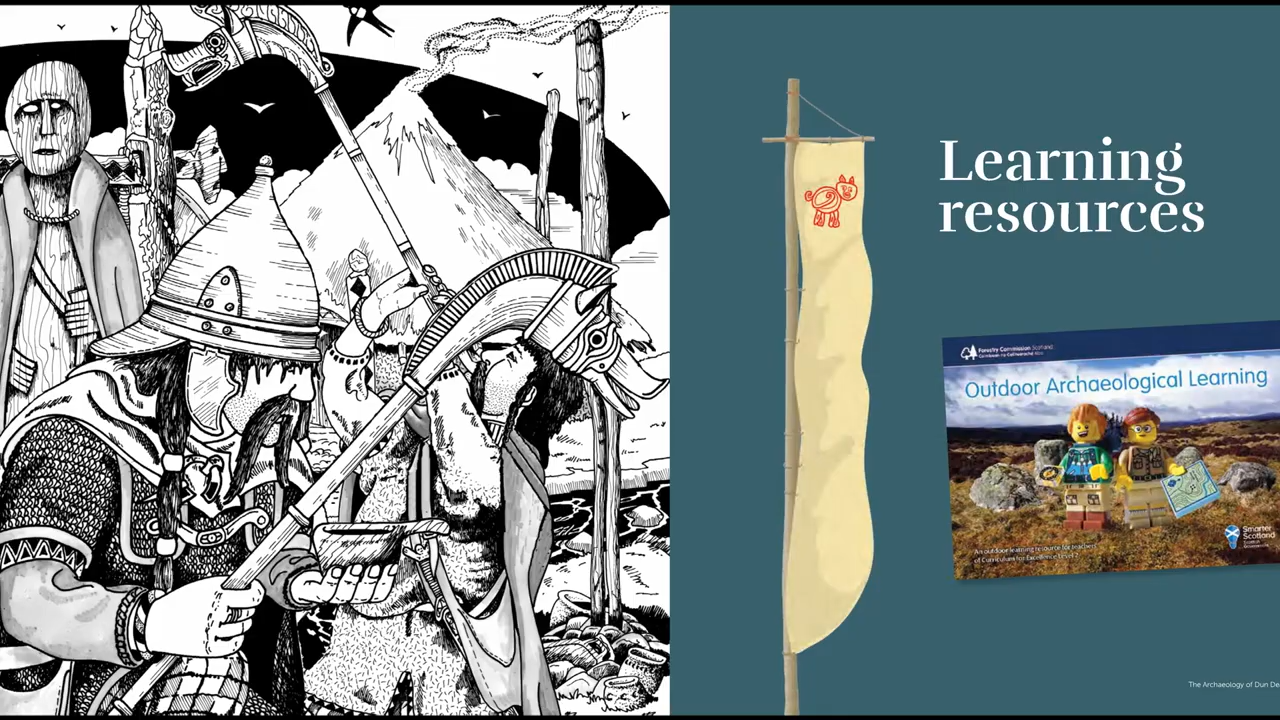 Learning
resources
Forestry Commission Scotland
Outdoor Archaeological Learning
An outdoor learning resource for teachers
of Curriculum for Excellence Level 2
Smarter
Scotland
The Archaeology of Dun De